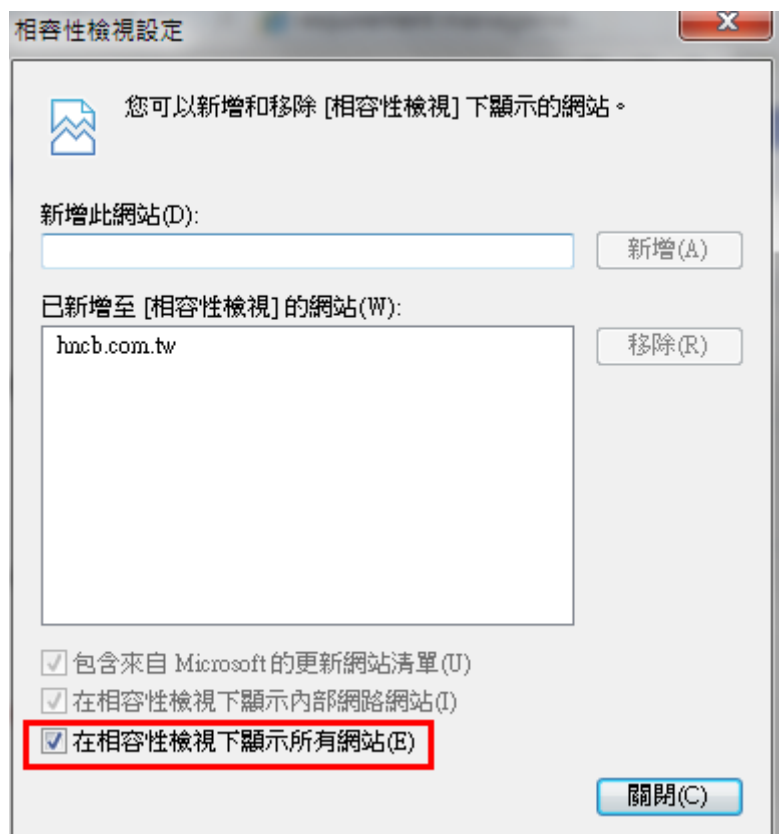 相容性檢視設定
您可以新增和移除 [相容性檢視] 下顯示的網站。
新增此網站(D):
新增(A)
已新增至 [相容性檢視] 的網站(W):
hncb.com.tw
移除(R)
包含來自 Microsoft 的更新網站清單(U)
在相容性檢視下顯示內部網路網站(I)
在相容性檢視下顯示所有網站(E)
關閉(C)